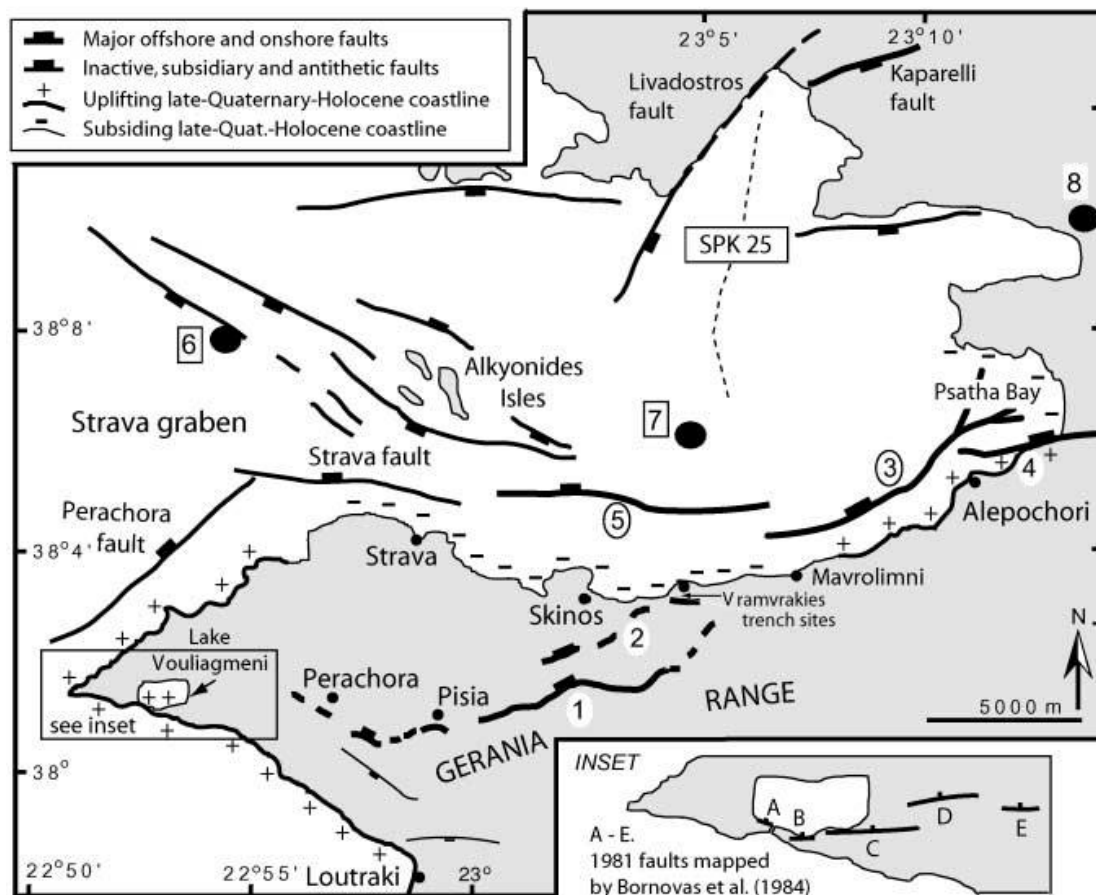 Major offshore and onshore faults
Inactive, subsidiary and antithetic faults
Uplifting late-Quaternary-Holocene coastline
Subsiding late-Quat.-Holocene coastline
23°5'
23°10'
Livadostros
fault
Kaparelli
fault
8
SPK 25
38°8'
6
Alkyonides
Isles
Psatha Bay
7
Strava graben
Strava fault
3
4
Perachora
fault
5
Alepochori
38°4'
Strava
Mavrolimni
Skinos
V ramvrakies
trench sites
2
N
Lake
Vouliagmeni
Perachora
Pisia
RANGE
5000 m
see inset
1
GERANIA
38°
INSET
A
B
C
D
E
A - E.
1981 faults mapped
by Bornovas et al. (1984)
22°50'
22°55'
23°
Loutraki